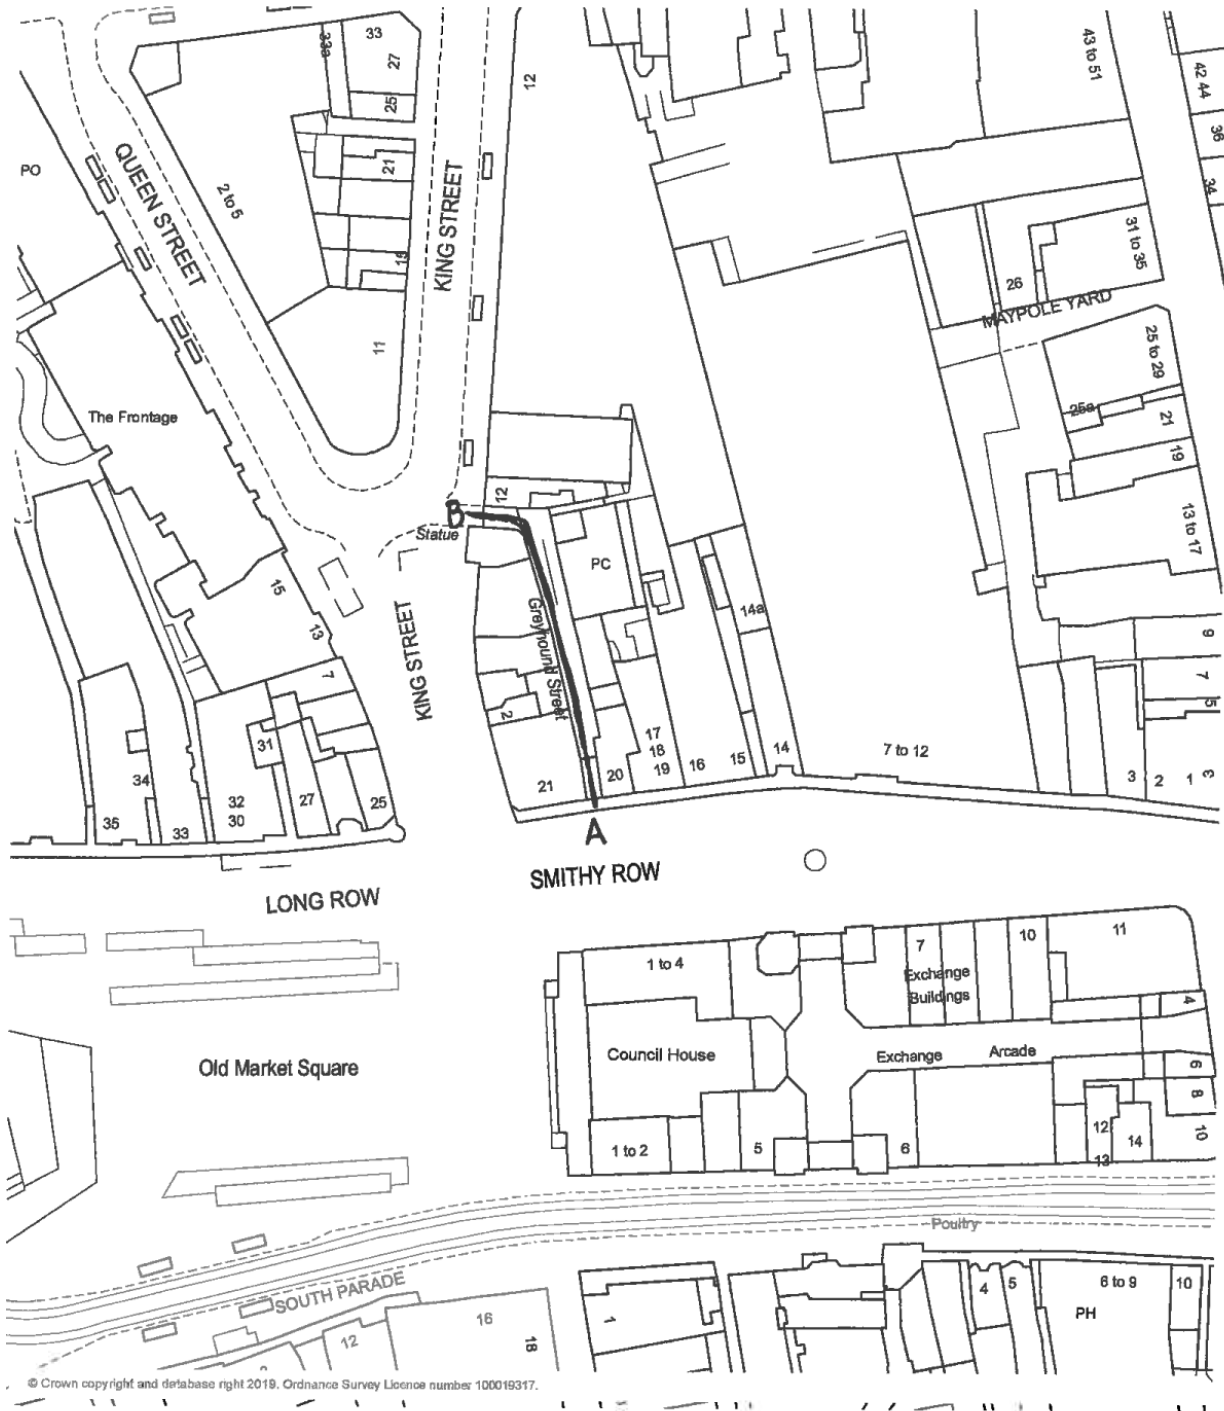 33
33a
27
12
43 to 51
42 44
25
36
PO
QUEEN STREET
21
2 to 5
KING STREET
34
31 to 35
26
MAYPOLE YARD
11
25 to 29
The Frontage
25a
21
19
12
B
13 to 17
Statue
PC
15
Greyhound Street
14a
13
9
KING STREET
7
7
2
5
31
17
18
19
14
7 to 12
34
16
15
20
3
2
1
3
27
21
32
30
25
35
33
A
SMITHY ROW
LONG ROW
1 to 4
7
10
11
Exchange
Buildings
4
Old Market Square
Council House
Exchange
Arcade
6
8
1 to 2
5
6
12
13
14
10
Poultry
SOUTH PARADE
16
18
12
1
4
5
6 to 9
10
PH
© Crown copyright and database right 2019. Ordnance Survey Licence number 100019317.